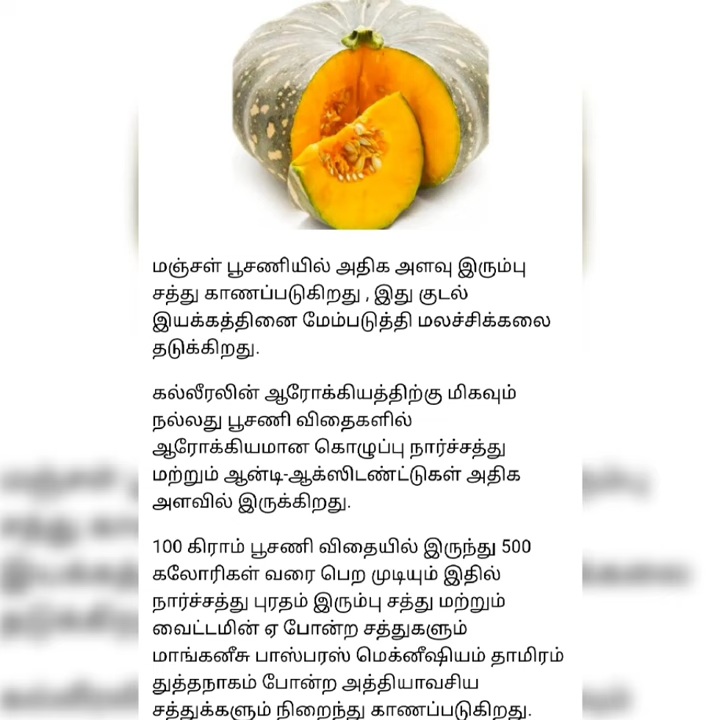 மஞ்சள் பூசணியில் அதிக அளவு இரும்பு
சத்து காணப்படுகிறது , இது குடல்
இயக்கத்தினை மேம்படுத்தி மலச்சிக்கலை
தடுக்கிறது.
கல்லீரலின் ஆரோக்கியத்திற்கு மிகவும்
நல்லது பூசணி விதைகளில்
ஆரோக்கியமான கொழுப்பு நார்ச்சத்து
மற்றும் ஆன்டி-ஆக்ஸிடண்ட்டுகள் அதிக
அளவில் இருக்கிறது.
100 கிராம் பூசணி விதையில் இருந்து 500
கலோரிகள் வரை பெற முடியும் இதில்
நார்ச்சத்து புரதம் இரும்பு சத்து மற்றும்
வைட்டமின் ஏ போன்ற சத்துகளும்
மாங்கனீசு பாஸ்பரஸ் மெக்னீஷியம் தாமிரம்
துத்தநாகம் போன்ற அத்தியாவசிய
சத்துக்களும் நிறைந்து காணப்படுகிறது.